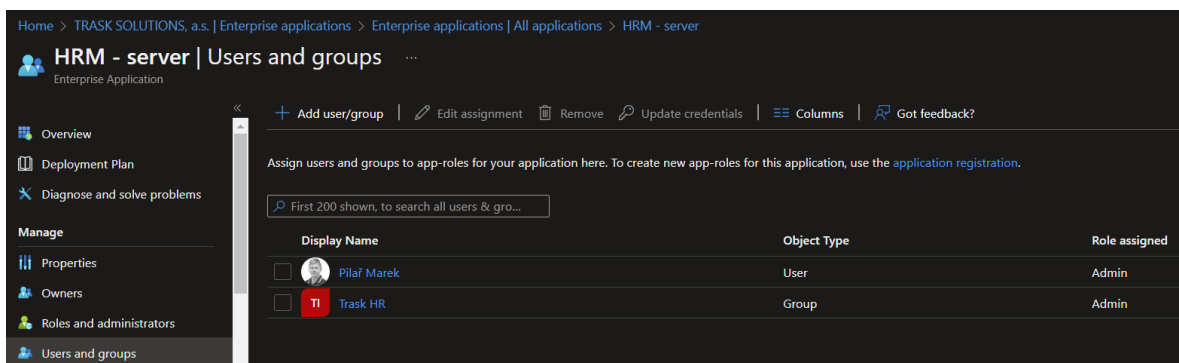 Home > TRASK SOLUTIONS, a.s. | Enterprise applications > Enterprise applications | All applications > HRM - server
HRM - server | Users and groups ...
Enterprise Application
«
Overview
Deployment Plan
Diagnose and solve problems
Manage
Properties
Owners
Roles and administrators
Users and groups
+ Add user/group | Edit assignment Remove Update credentials | Columns | Got feedback?
Assign users and groups to app-roles for your application here. To create new app-roles for this application, use the application registration.
First 200 shown, to search all users & gro...
Display Name Object Type Role assigned
Pilař Marek User Admin
TI Trask HR Group Admin